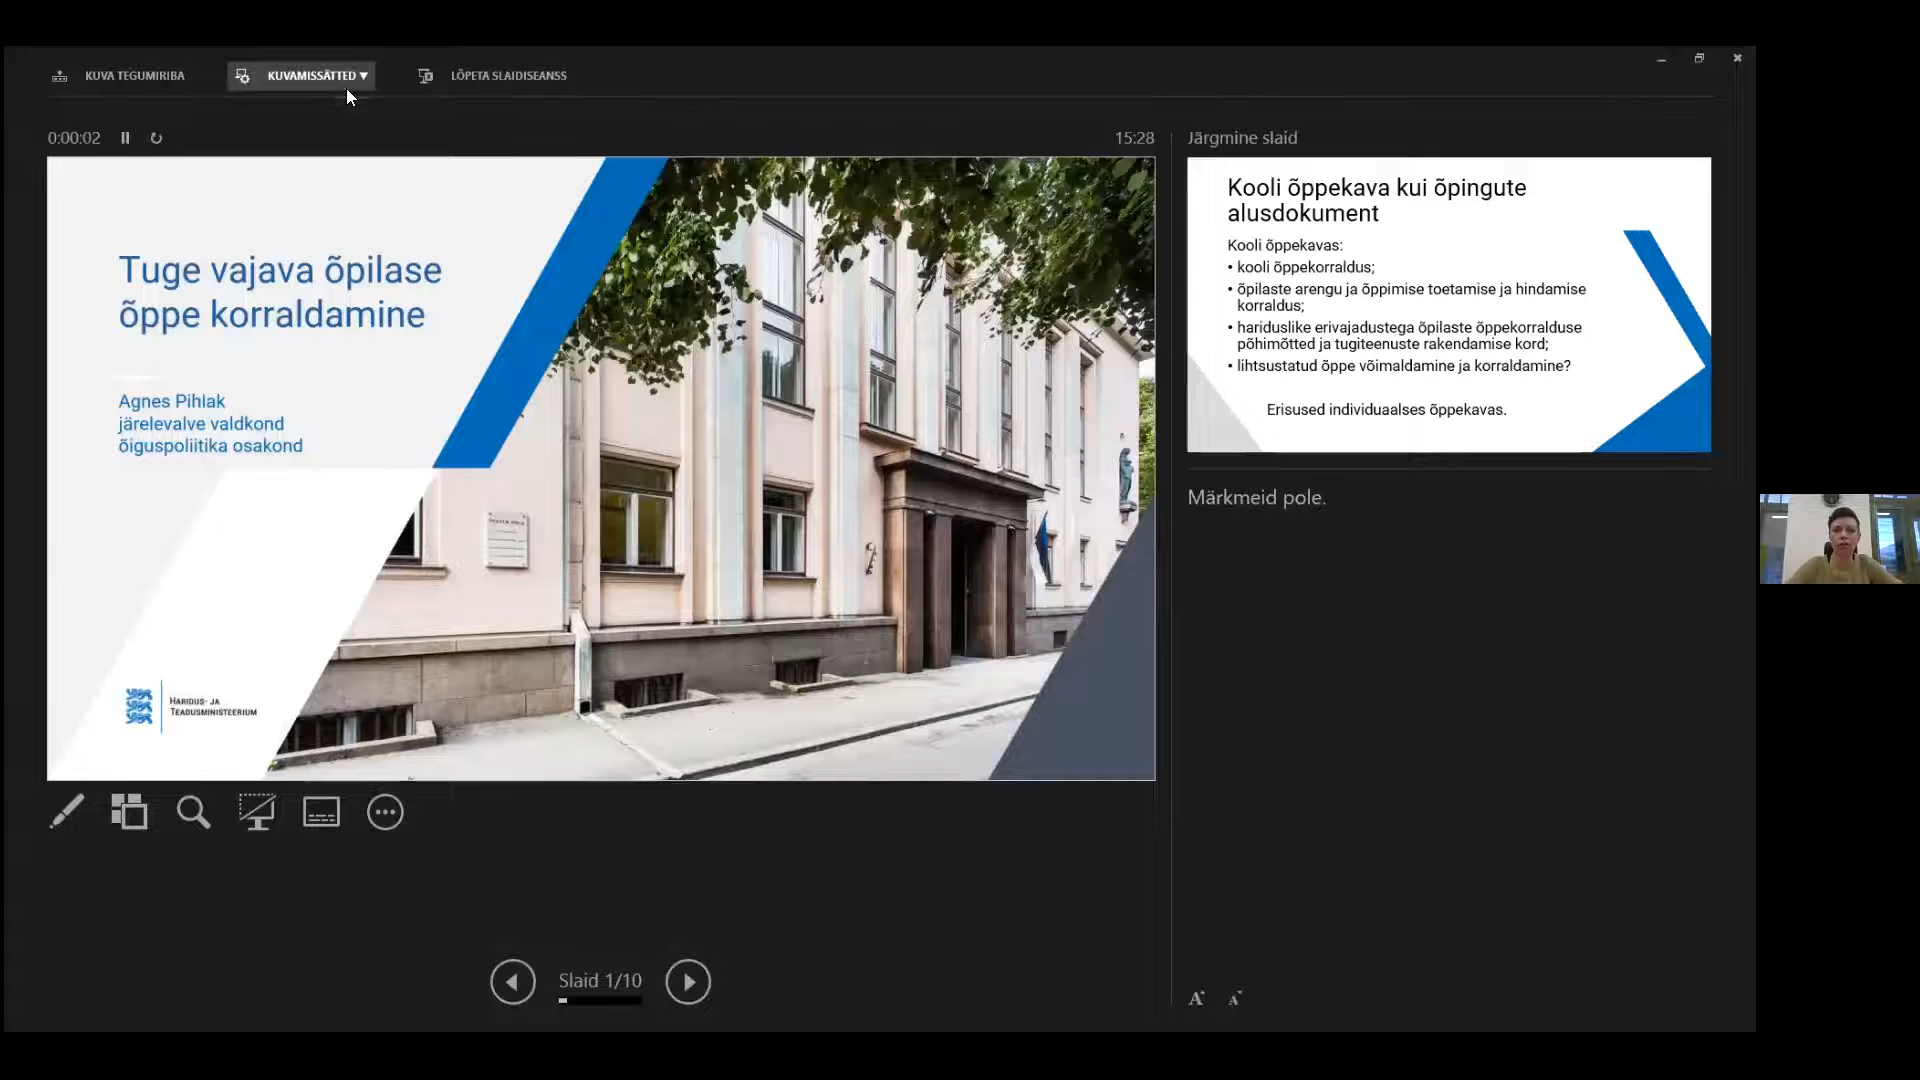 KUVA TEGUMIRIBA
KUVAMISSÄTTED ▼
LÕPETA SLAIDISEANSS
0:00:02
15:28
Tuge vajava õpilase
õppe korraldamine
Agnes Pihlak
järelevalve valdkond
õiguspoliitika osakond
HARIDUS- JA
TEADUSMINISTEERIUM
Slaid 1/10
Järgmine slaid
Kooli õppekava kui õpingute
alusdokument
Kooli õppekavas:
• kooli õppekorraldus;
• õpilaste arengu ja õppimise toetamise ja hindamise
korraldus;
• hariduslike erivajadustega õpilaste õppekorralduse
põhimõtted ja tugiteenuste rakendamise kord;
• lihtsustatud õppe võimaldamine ja korraldamine?
Erisused individuaalses õppekavas.
Märkmeid pole.
A A